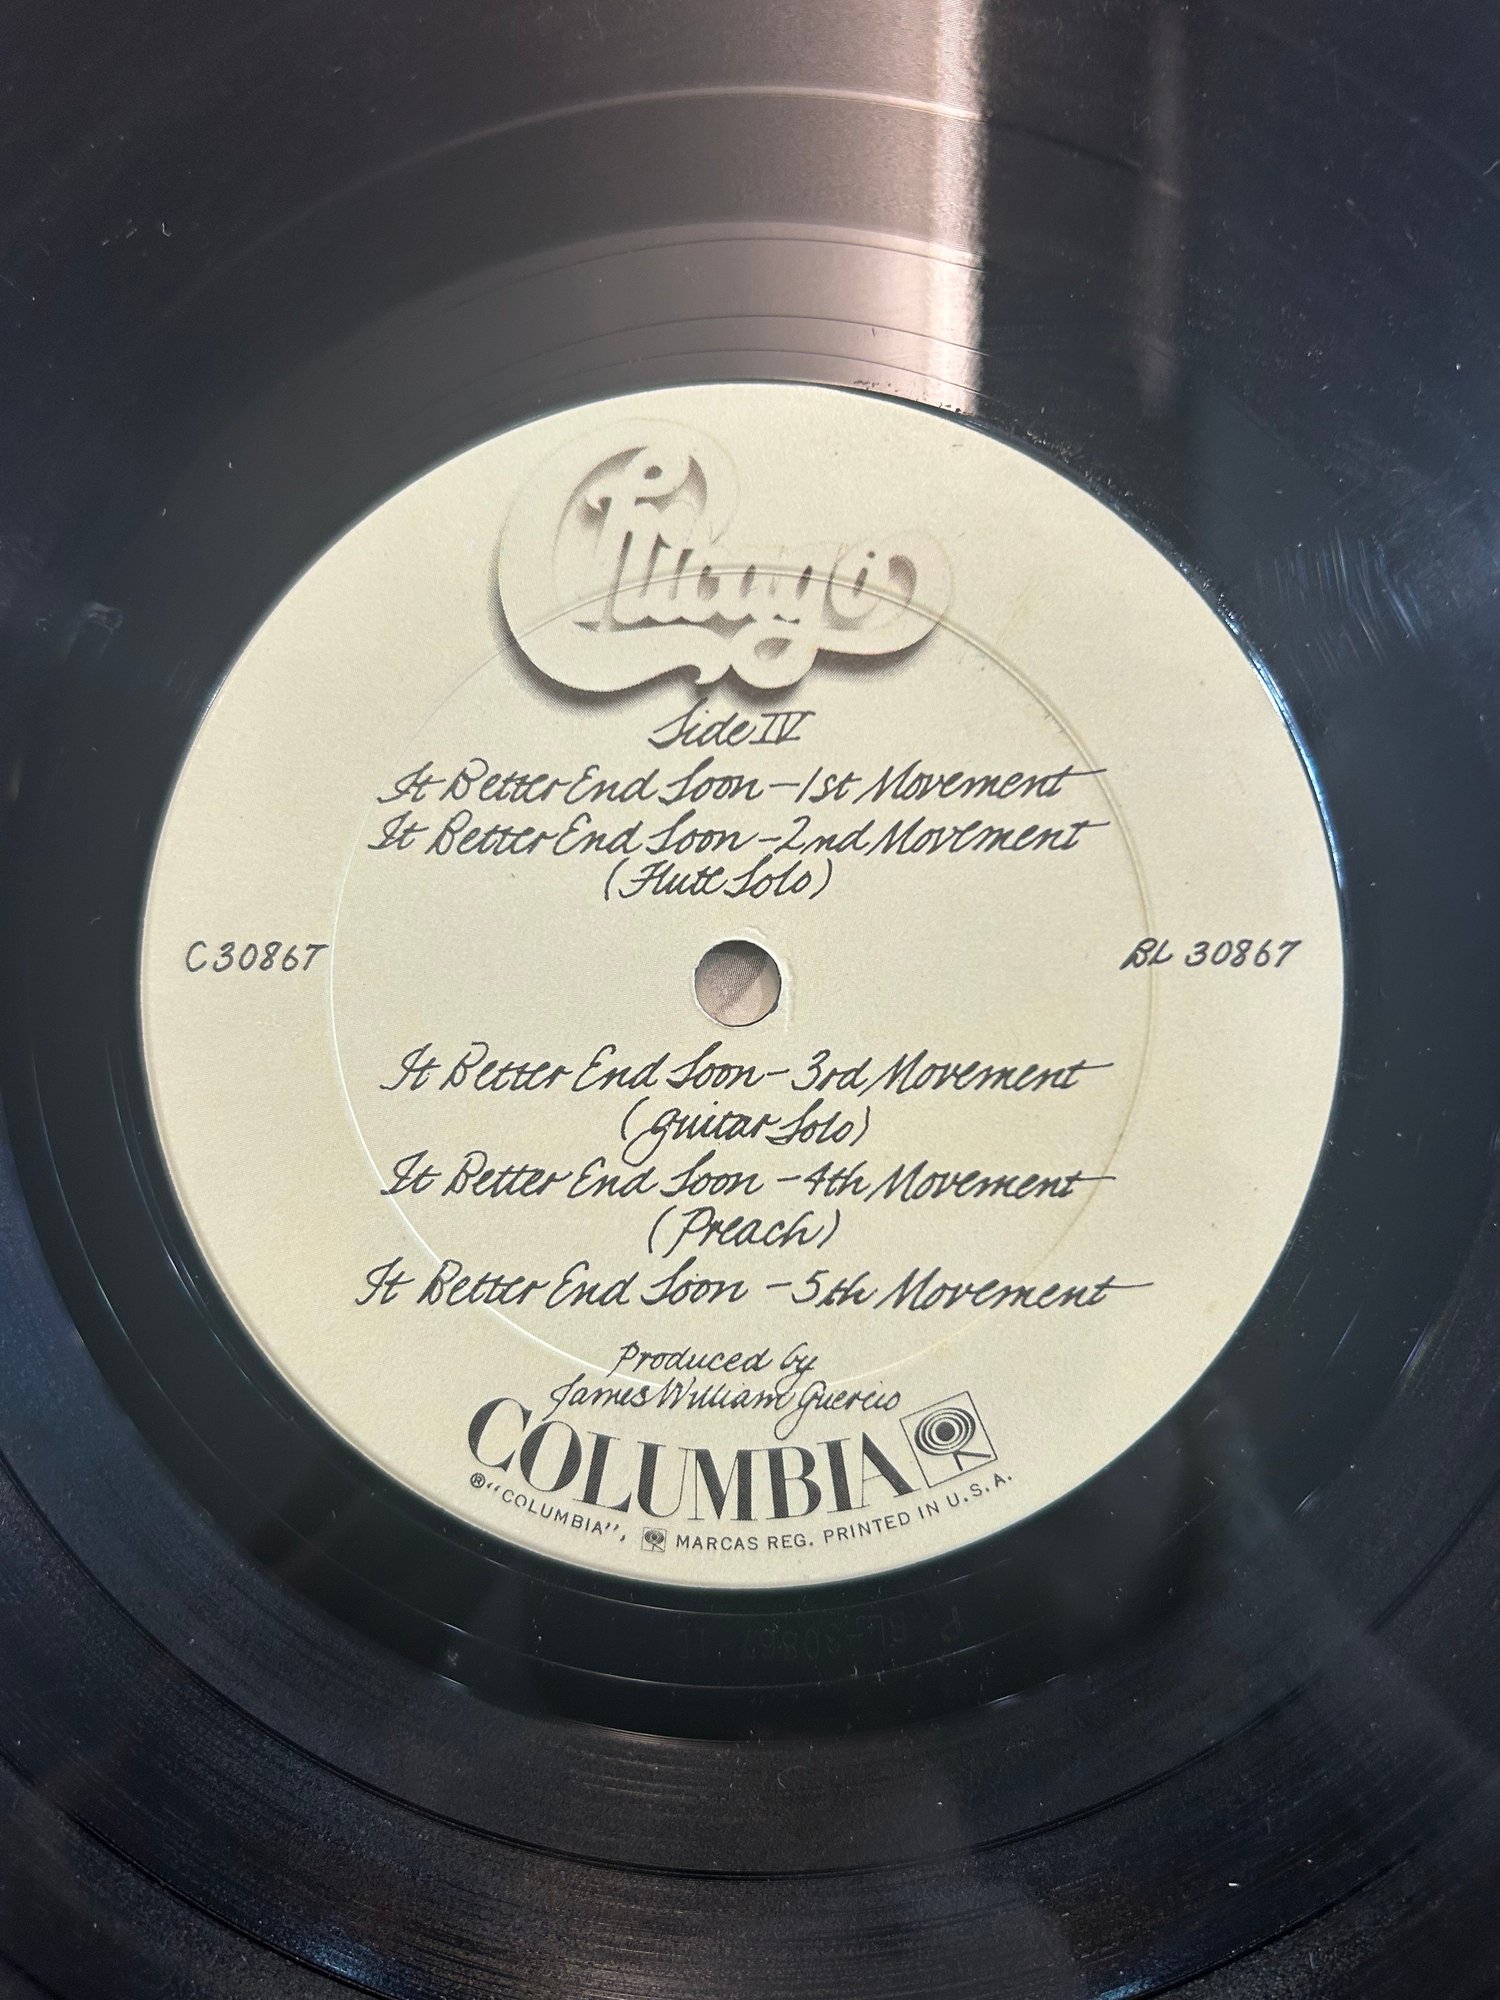 Chicago
Side IV
It Better End Soon - 1st Movement
It Better End Soon - 2nd Movement
(Flute Solo)
C 30867
BL 30867
It Better End Soon - 3rd Movement
(Guitar Solo)
It Better End Soon - 4th Movement
(Preach)
It Better End Soon - 5th Movement
Produced by
James William Guercio
COLUMBIA
® "COLUMBIA", MARCAS REG. PRINTED IN U.S.A.